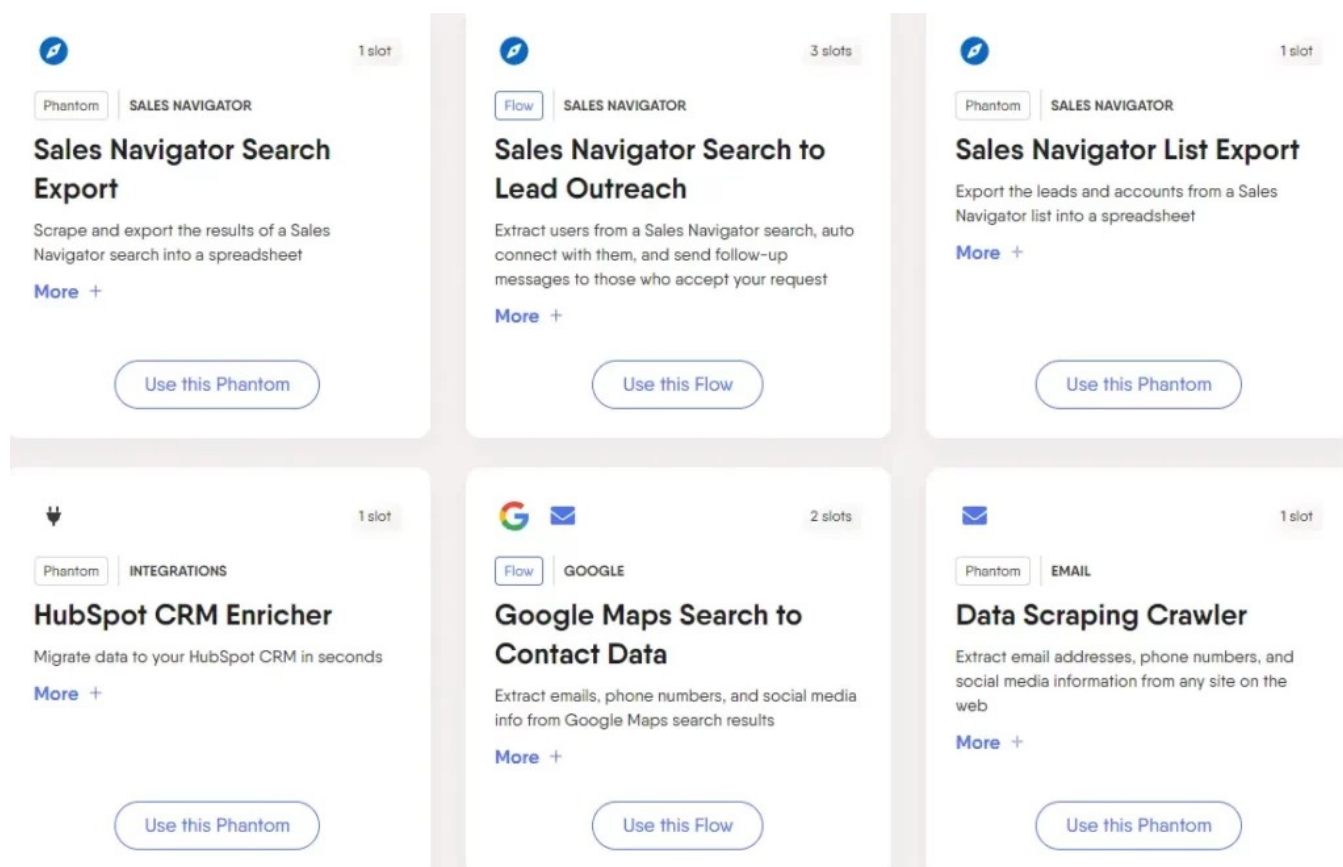 1 slot
Phantom SALES NAVIGATOR
Sales Navigator Search
Export
Scrape and export the results of a Sales
Navigator search into a spreadsheet
More +
Use this Phantom
3 slots
Flow SALES NAVIGATOR
Sales Navigator Search to
Lead Outreach
Extract users from a Sales Navigator search, auto
connect with them, and send follow-up
messages to those who accept your request
More +
Use this Flow
1 slot
Phantom SALES NAVIGATOR
Sales Navigator List Export
Export the leads and accounts from a Sales
Navigator list into a spreadsheet
More +
Use this Phantom
1 slot
Phantom INTEGRATIONS
HubSpot CRM Enricher
Migrate data to your HubSpot CRM in seconds
More +
Use this Phantom
2 slots
Flow GOOGLE
Google Maps Search to
Contact Data
Extract emails, phone numbers, and social media
info from Google Maps search results
More +
Use this Flow
1 slot
Phantom EMAIL
Data Scraping Crawler
Extract email addresses, phone numbers, and
social media information from any site on the
web
More +
Use this Phantom